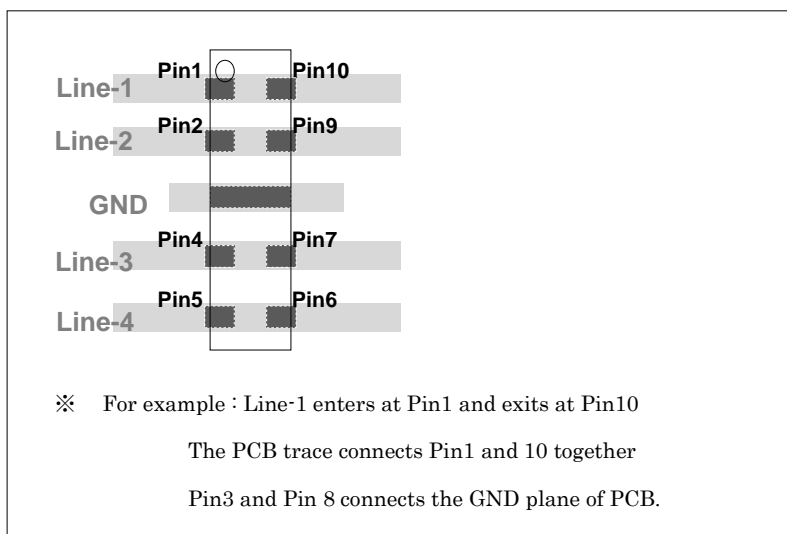 Pin1 Pin10
Line-1
Pin2 Pin9
Line-2
GND
Pin4 Pin7
Line-3
Pin5 Pin6
Line-4
※ For example : Line-1 enters at Pin1 and exits at Pin10
The PCB trace connects Pin1 and 10 together
Pin3 and Pin 8 connects the GND plane of PCB.